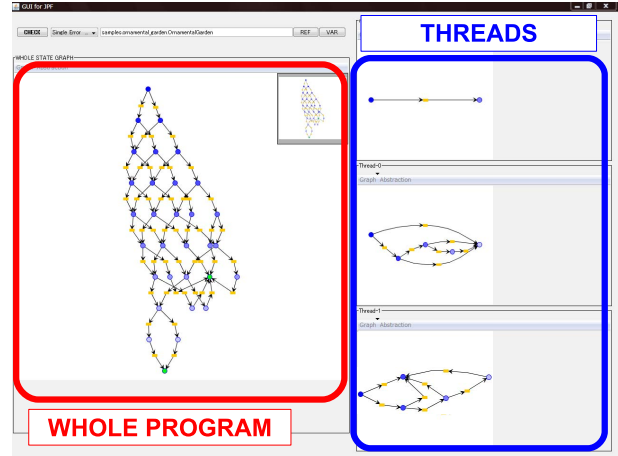 GUI for JPF
CHECK Single Error ... samples.ornamental_garden.OrnamentalGarden REF VAR
THREADS
WHOLE STATE GRAPH
Thread-0
Graph Abstraction
Thread-1
Graph Abstraction
WHOLE PROGRAM